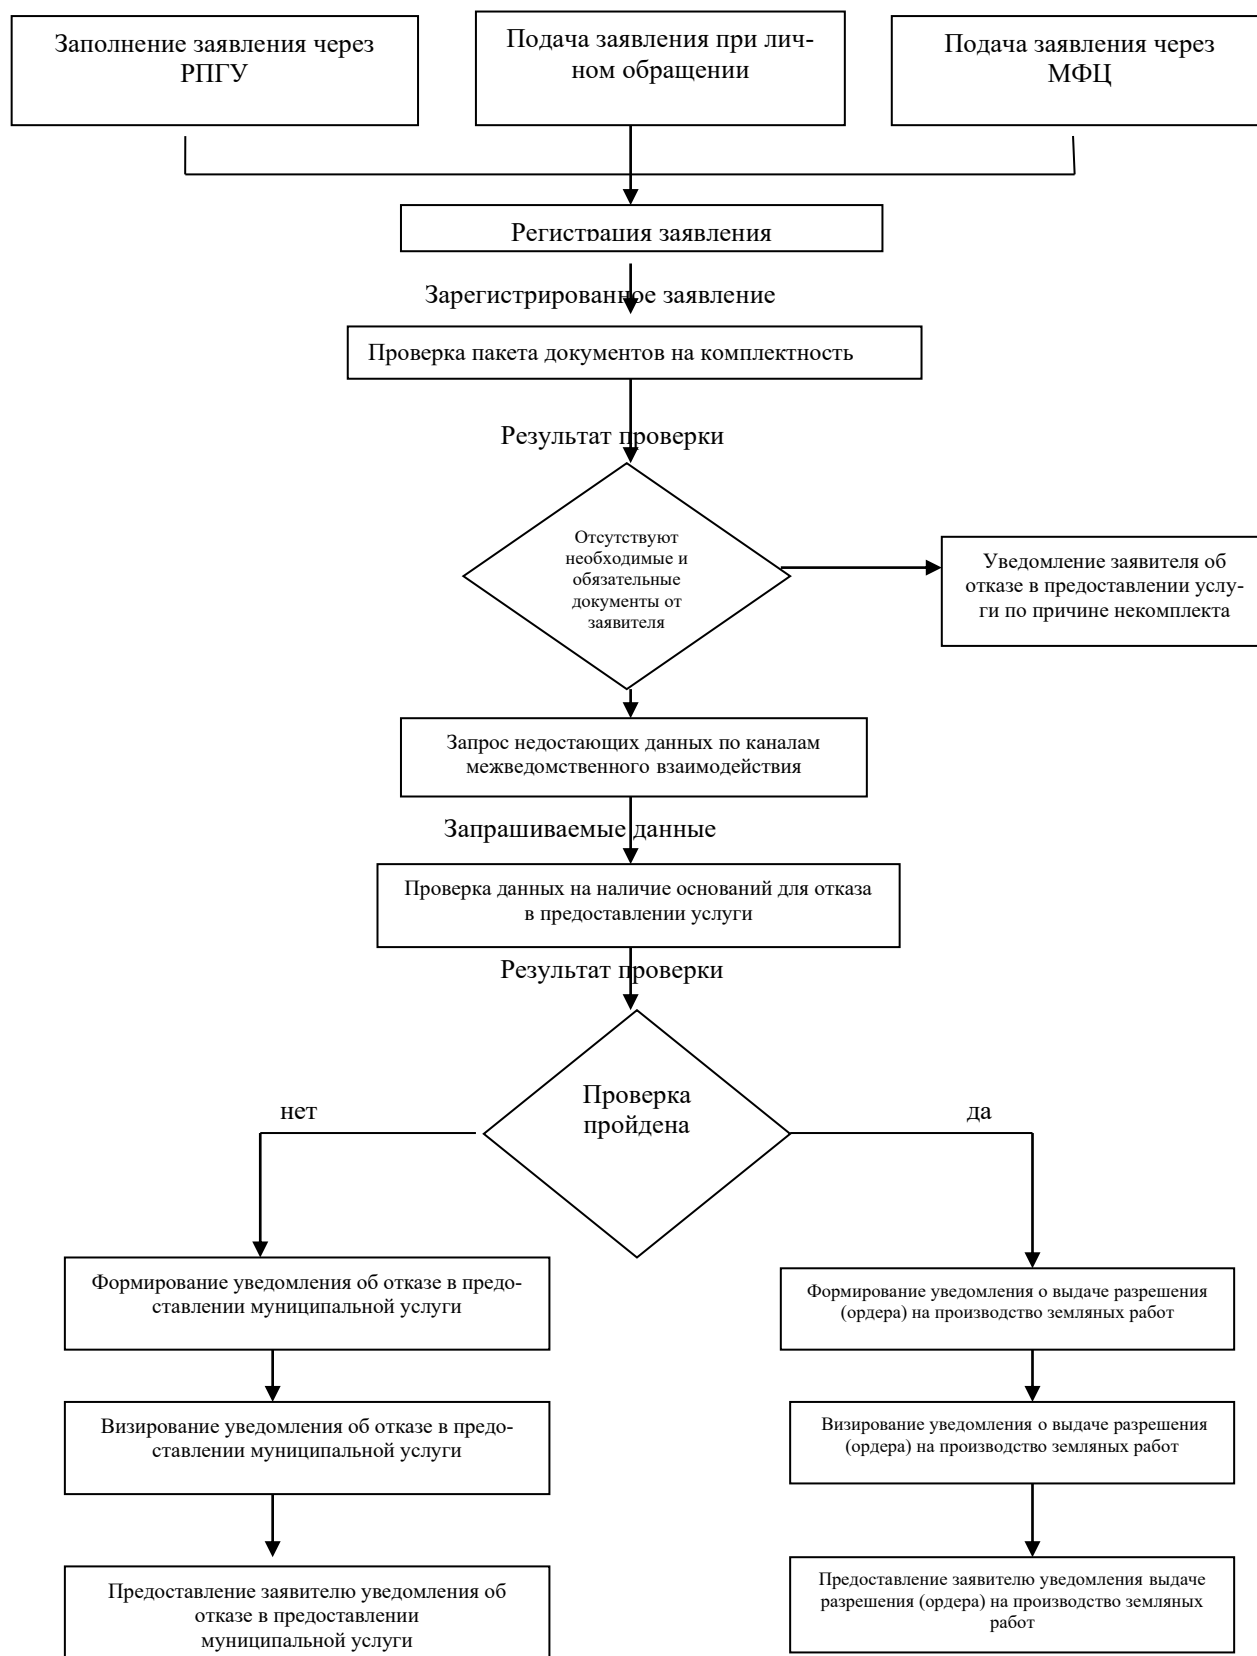 Заполнение заявления через
РПГУ
Подача заявления при лич-
ном обращении
Подача заявления через
МФЦ
Регистрация заявления
Зарегистрированное заявление
Проверка пакета документов на комплектность
Результат проверки
Отсутствуют
необходимые и
обязательные
документы от
заявителя
Уведомление заявителя об
отказе в предоставлении услу-
ги по причине некомплекта
Запрос недостающих данных по каналам
межведомственного взаимодействия
Запрашиваемые данные
Проверка данных на наличие оснований для отказа
в предоставлении услуги
Результат проверки
Проверка
пройдена
нет
да
Формирование уведомления об отказе в предо-
ставлении муниципальной услуги
Формирование уведомления о выдаче разрешения
(ордера) на производство земляных работ
Визирование уведомления об отказе в предо-
ставлении муниципальной услуги
Визирование уведомления о выдаче разрешения
(ордера) на производство земляных работ
Предоставление заявителю уведомления об
отказе в предоставлении
муниципальной услуги
Предоставление заявителю уведомления выдаче
разрешения (ордера) на производство земляных
работ